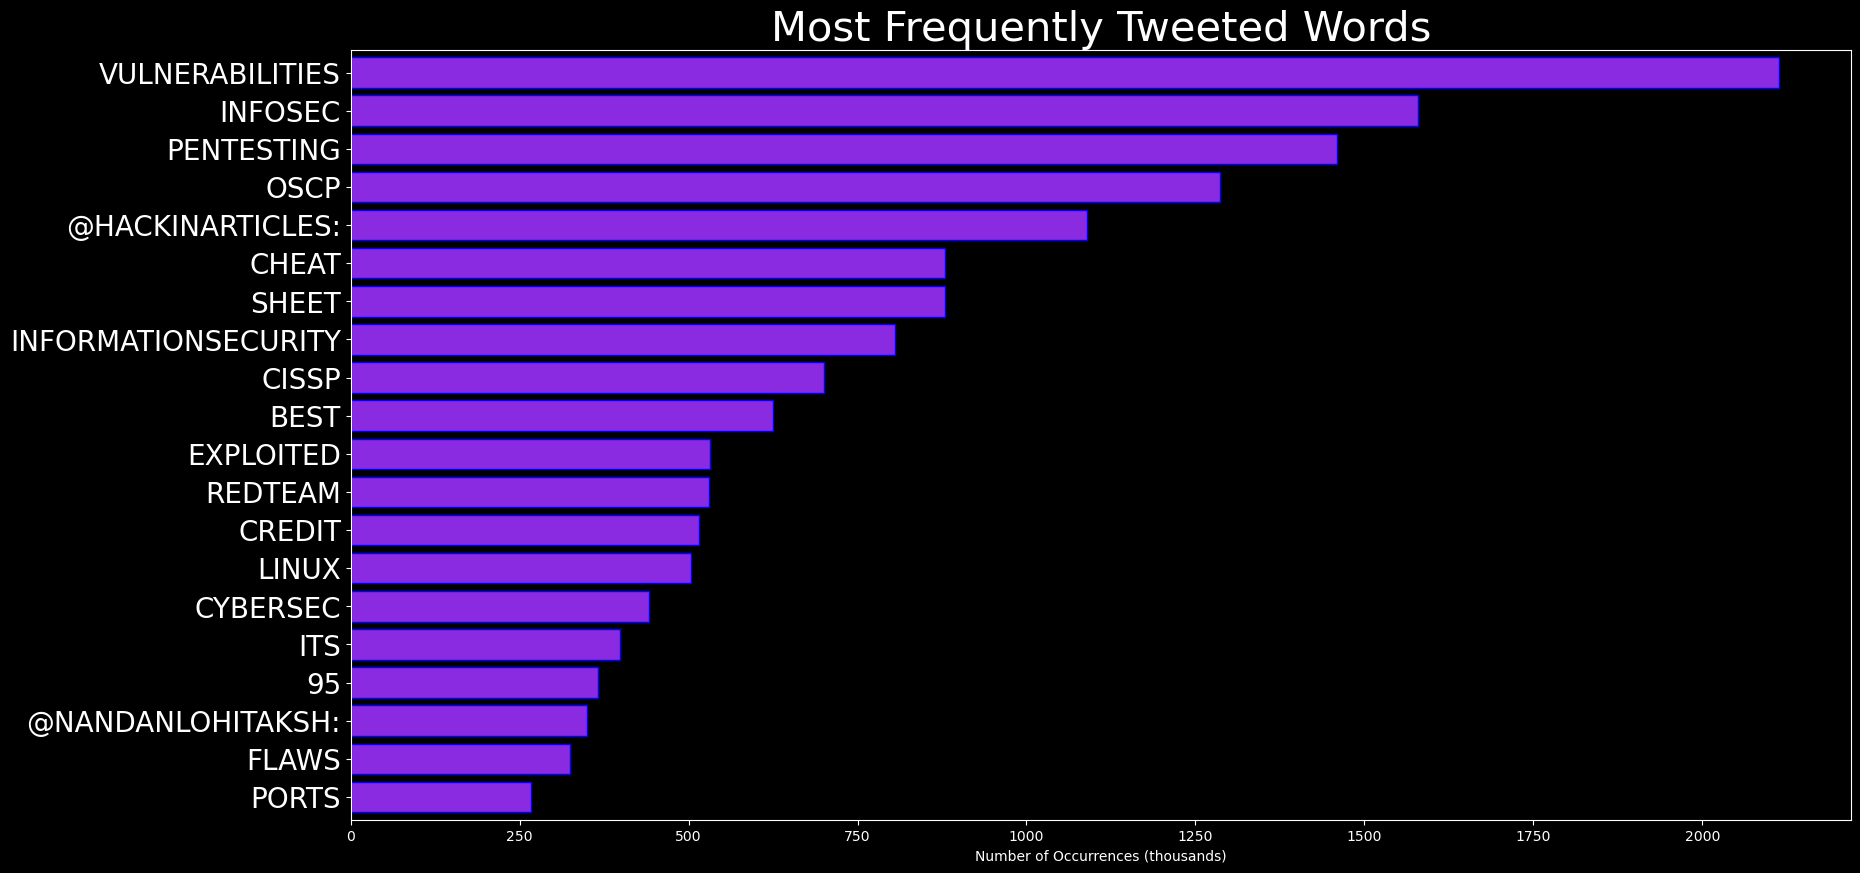 Most Frequently Tweeted Words
VULNERABILITIES
INFOSEC
PENTESTING
OSCP
@HACKINARTICLES:
CHEAT
SHEET
INFORMATIONSECURITY
CISSP
BEST
EXPLOITED
REDTEAM
CREDIT
LINUX
CYBERSEC
ITS
95
@NANDANLOHITAKSH:
FLAWS
PORTS
0 250 500 750 1000 1250 1500 1750 2000
Number of Occurrences (thousands)